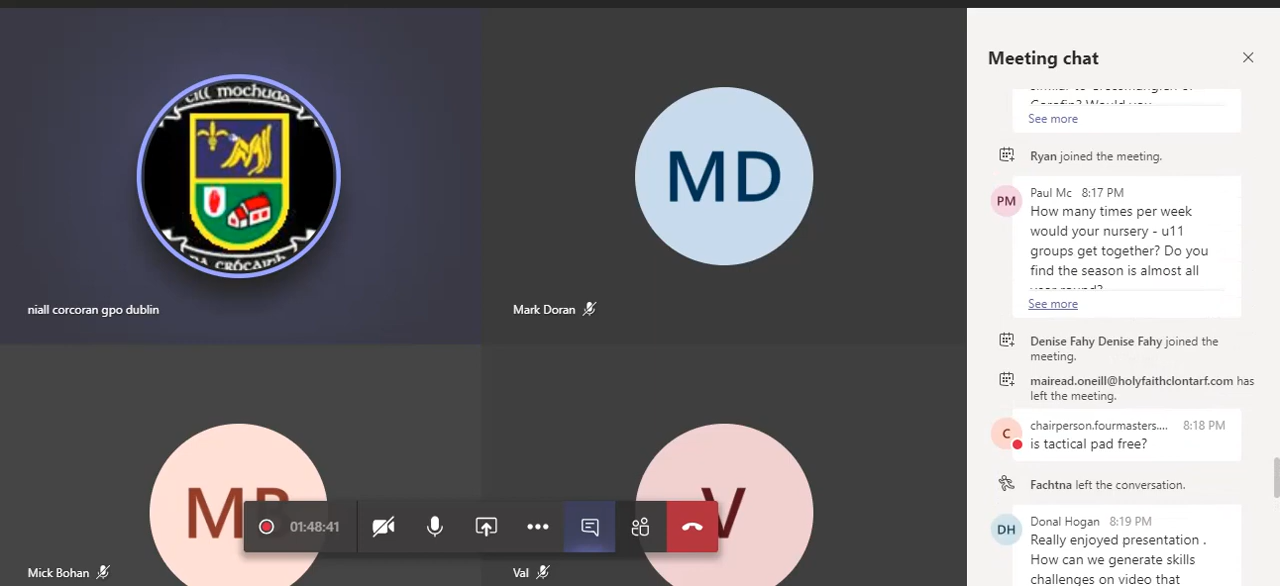 cill mochuda
na crócaigh
niall corcoran gpo dublin
MD
Mark Doran
MB
Mick Bohan
V
Val
01:48:41
Meeting chat
See more
Ryan joined the meeting.
PM
Paul Mc 8:17 PM
How many times per week
would your nursery - u11
groups get together? Do you
find the season is almost all
year round?
See more
Denise Fahy Denise Fahy joined the
meeting.
mairead.oneill@holyfaithclontarf.com has
left the meeting.
C
chairperson.fourmasters.... 8:18 PM
is tactical pad free?
Fachtna left the conversation.
DH
Donal Hogan 8:19 PM
Really enjoyed presentation .
How can we generate skills
challenges on video that